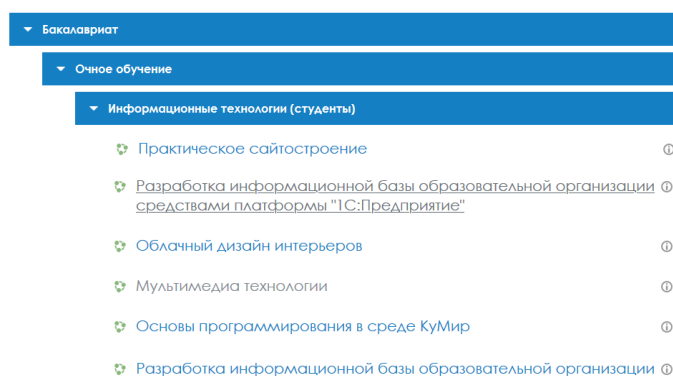 Бакалавриат
Очное обучение
Информационные технологии (студенты)
Практическое сайтостроение
Разработка информационной базы образовательной организации
средствами платформы "1С:Предприятие"
Облачный дизайн интерьеров
Мультимедиа технологии
Основы программирования в среде КуМир
Разработка информационной базы образовательной организации